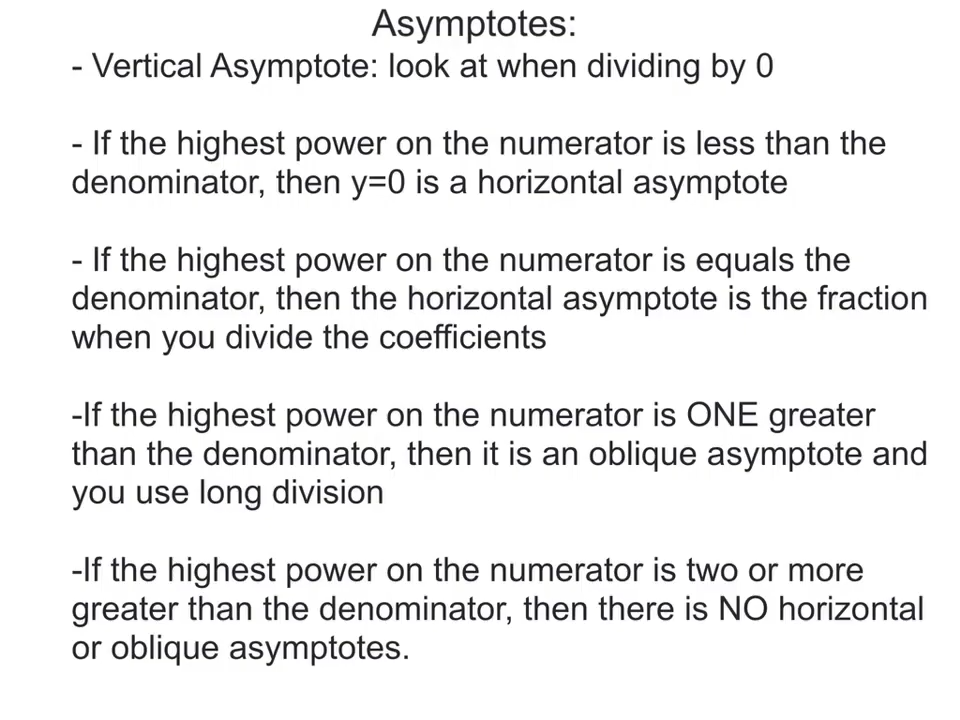 Asymptotes:
- Vertical Asymptote: look at when dividing by 0
- If the highest power on the numerator is less than the
denominator, then y=0 is a horizontal asymptote
- If the highest power on the numerator is equals the
denominator, then the horizontal asymptote is the fraction
when you divide the coefficients
-If the highest power on the numerator is ONE greater
than the denominator, then it is an oblique asymptote and
you use long division
-If the highest power on the numerator is two or more
greater than the denominator, then there is NO horizontal
or oblique asymptotes.